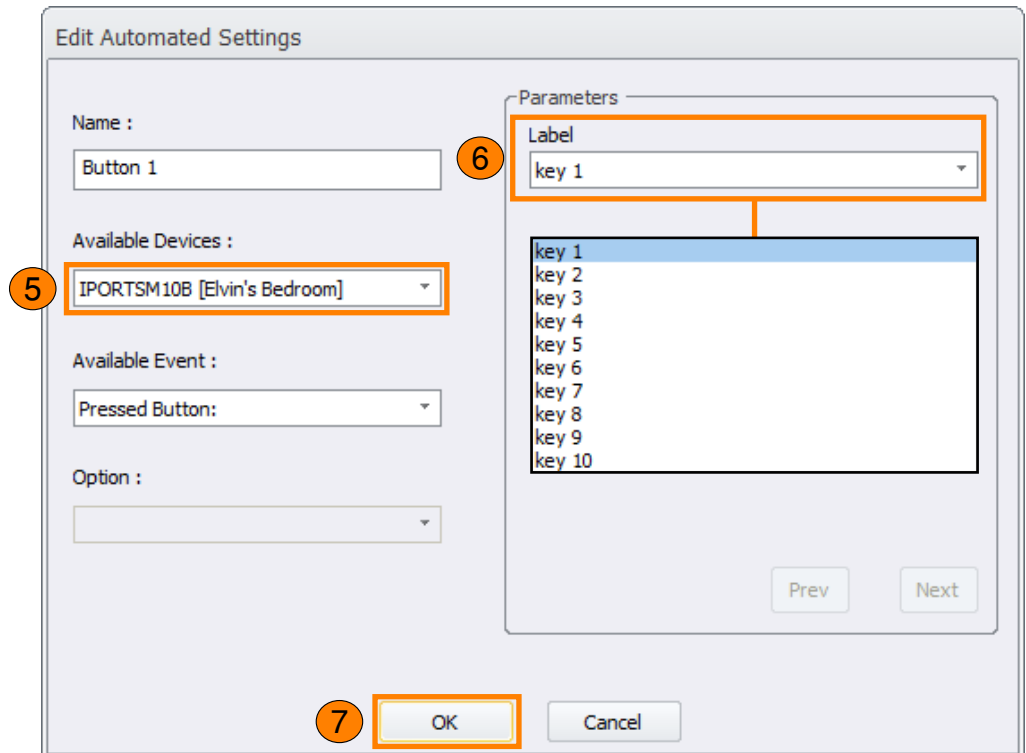 Edit Automated Settings
Name :
Button 1
Available Devices :
5
IPORTSM10B [Elvin's Bedroom]
Available Event :
Pressed Button:
Option :
Parameters
Label
6
key 1
key 1
key 2
key 3
key 4
key 5
key 6
key 7
key 8
key 9
key 10
Prev
Next
7
OK
Cancel